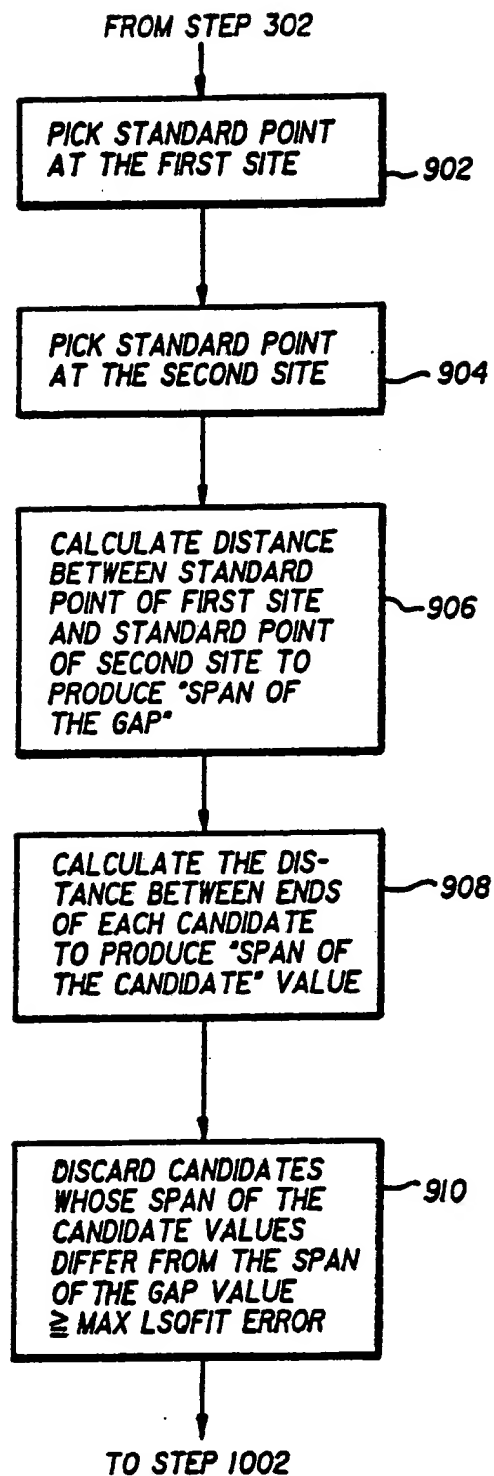 FROM STEP 302
PICK STANDARD POINT
AT THE FIRST SITE
902
PICK STANDARD POINT
AT THE SECOND SITE
904
CALCULATE DISTANCE
BETWEEN STANDARD
POINT OF FIRST SITE
AND STANDARD POINT
OF SECOND SITE TO
PRODUCE "SPAN OF
THE GAP"
906
CALCULATE THE DIS-
TANCE BETWEEN ENDS
OF EACH CANDIDATE
TO PRODUCE "SPAN OF
THE CANDIDATE" VALUE
908
DISCARD CANDIDATES
WHOSE SPAN OF THE
CANDIDATE VALUES
DIFFER FROM THE SPAN
OF THE GAP VALUE
≧ MAX LSQFIT ERROR
910
TO STEP 1002